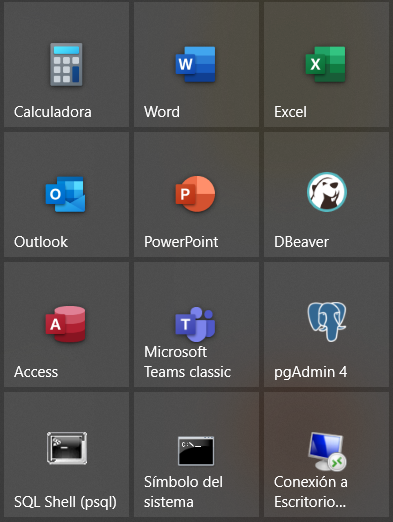 Calculadora
Word
Excel
Outlook
PowerPoint
DBeaver
Access
Microsoft
Teams classic
pgAdmin 4
SQL Shell (psql)
Símbolo del
sistema
Conexión a
Escritorio...